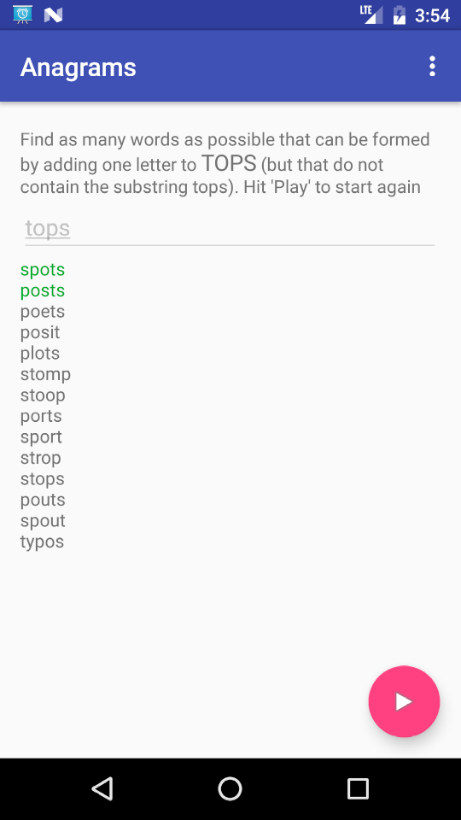 LTE 3:54
Anagrams
Find as many words as possible that can be formed
by adding one letter to TOPS (but that do not
contain the substring tops). Hit 'Play' to start again
tops
spots
posts
poets
posit
plots
stomp
stoop
ports
sport
strop
stops
pouts
spout
typos